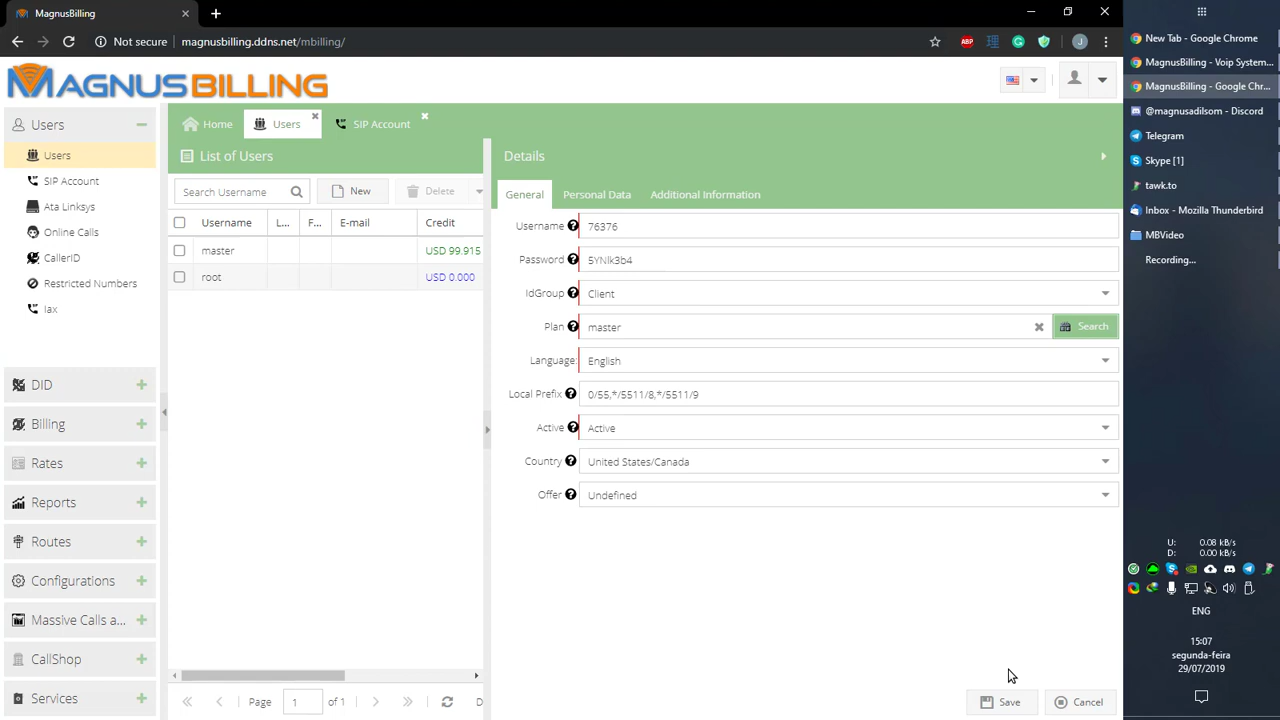 MagnusBilling
Not secure magnusbilling.ddns.net/mbilling/
ABP
J
MAGNUSBILLING
Users
Users
SIP Account
Ata Linksys
Online Calls
CallerID
Restricted Numbers
Iax
DID
Billing
Rates
Reports
Routes
Configurations
Massive Calls a...
CallShop
Services
Home
Users
SIP Account
List of Users
Search Username
New
Delete
Username L... F... E-mail Credit
master USD 99.915
root USD 0.000
Page 1 of 1
D
Details
General Personal Data Additional Information
Username 76376
Password 5YNlk3b4
IdGroup Client
Plan master Search
Language: English
Local Prefix 0/55,*/5511/8,*/5511/9
Active Active
Country United States/Canada
Offer Undefined
Save Cancel
New Tab - Google Chrome
MagnusBilling - Voip System...
MagnusBilling - Google Chr...
@magnusadilsom - Discord
Telegram
Skype [1]
tawk.to
Inbox - Mozilla Thunderbird
MBVideo
Recording...
U: 0.08 kB/s
D: 0.00 kB/s
ENG
15:07
segunda-feira
29/07/2019